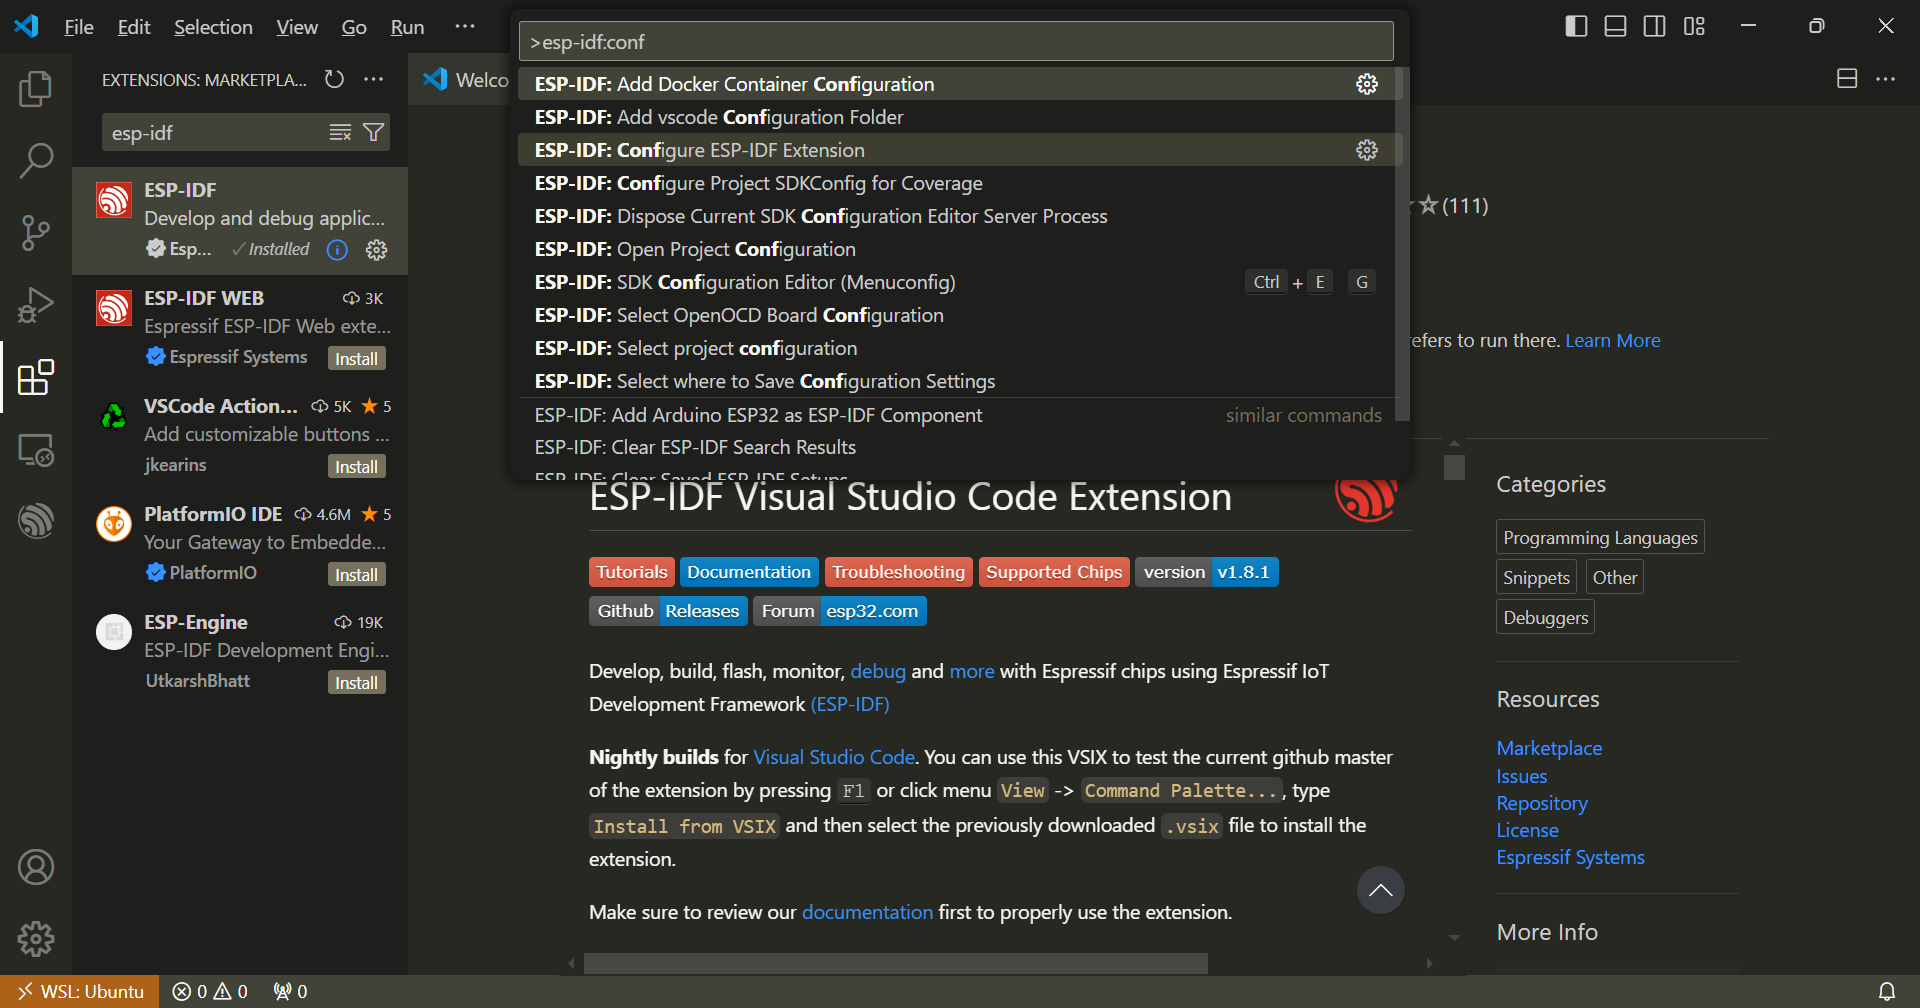 File Edit Selection View Go Run ···
>esp-idf:conf
EXTENSIONS: MARKETPLA...
esp-idf
ESP-IDF
Develop and debug applic...
Esp... ✓Installed
ESP-IDF WEB 3K
Espressif ESP-IDF Web exte...
Espressif Systems Install
VSCode Action... 5K ★ 5
Add customizable buttons ...
jkearins Install
PlatformIO IDE 4.6M ★ 5
Your Gateway to Embedde...
PlatformIO Install
ESP-Engine 19K
ESP-IDF Development Engi...
UtkarshBhatt Install
Welco
ESP-IDF: Add Docker Container Configuration
ESP-IDF: Add vscode Configuration Folder
ESP-IDF: Configure ESP-IDF Extension
ESP-IDF: Configure Project SDKConfig for Coverage
ESP-IDF: Dispose Current SDK Configuration Editor Server Process
ESP-IDF: Open Project Configuration
ESP-IDF: SDK Configuration Editor (Menuconfig) Ctrl + E G
ESP-IDF: Select OpenOCD Board Configuration
ESP-IDF: Select project configuration
ESP-IDF: Select where to Save Configuration Settings
ESP-IDF: Add Arduino ESP32 as ESP-IDF Component similar commands
ESP-IDF: Clear ESP-IDF Search Results
ESP-IDF: Clear Saved ESP-IDF Setups
(111)
efers to run there. Learn More
ESP-IDF Visual Studio Code Extension
Tutorials Documentation Troubleshooting Supported Chips version v1.8.1
Github Releases Forum esp32.com
Develop, build, flash, monitor, debug and more with Espressif chips using Espressif IoT
Development Framework (ESP-IDF)
Nightly builds for Visual Studio Code. You can use this VSIX to test the current github master
of the extension by pressing F1 or click menu View -> Command Palette..., type
Install from VSIX and then select the previously downloaded .vsix file to install the
extension.
Make sure to review our documentation first to properly use the extension.
Categories
Programming Languages
Snippets Other
Debuggers
Resources
Marketplace
Issues
Repository
License
Espressif Systems
More Info
WSL: Ubuntu 0 0 0